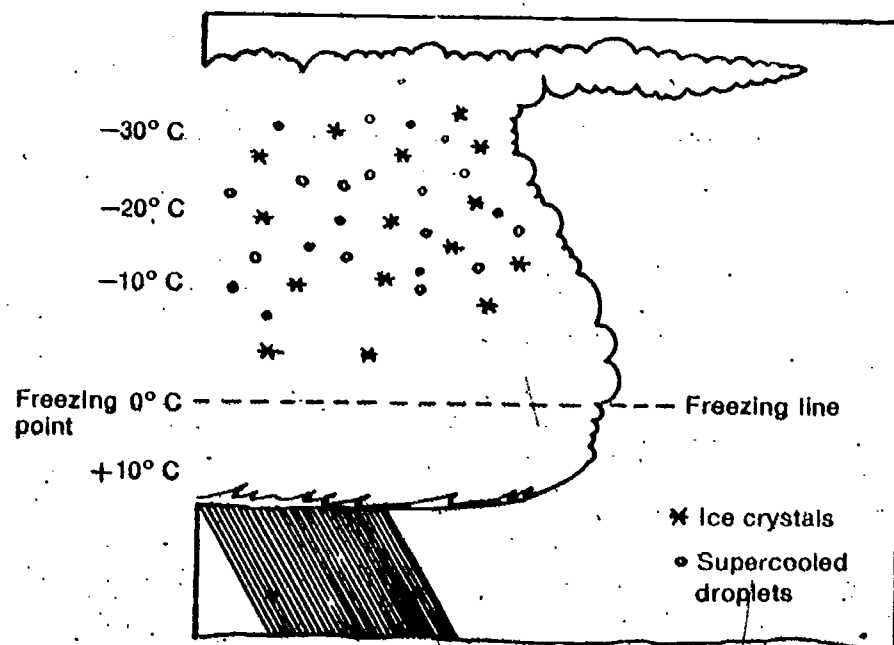 −30° C
−20° C
−10° C
Freezing 0° C
point
Freezing line
+10° C
Ice crystals
Supercooled
droplets